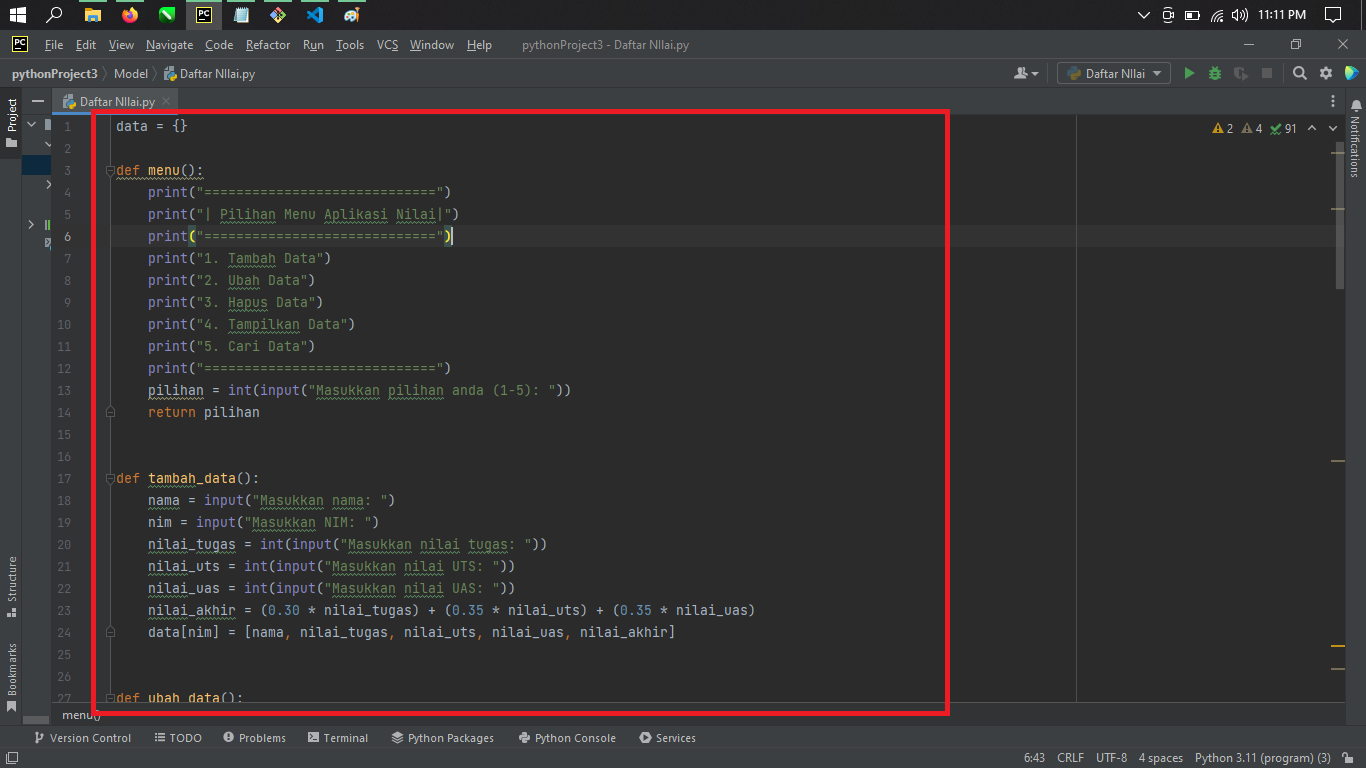 11:11 PM
PC File Edit View Navigate Code Refactor Run Tools VCS Window Help pythonProject3 - Daftar NIlai.py
pythonProject3 Model Daftar NIlai.py Daftar NIlai
Project
Daftar NIlai.py
2 4 91
Notifications
1 data = {}
2
3 def menu():
4 print("=============================")
5 print("| Pilihan Menu Aplikasi Nilai|")
6 print("=============================")
7 print("1. Tambah Data")
8 print("2. Ubah Data")
9 print("3. Hapus Data")
10 print("4. Tampilkan Data")
11 print("5. Cari Data")
12 print("=============================")
13 pilihan = int(input("Masukkan pilihan anda (1-5): "))
14 return pilihan
15
16
17 def tambah_data():
18 nama = input("Masukkan nama: ")
19 nim = input("Masukkan NIM: ")
20 nilai_tugas = int(input("Masukkan nilai tugas: "))
21 nilai_uts = int(input("Masukkan nilai UTS: "))
22 nilai_uas = int(input("Masukkan nilai UAS: "))
23 nilai_akhir = (0.30 * nilai_tugas) + (0.35 * nilai_uts) + (0.35 * nilai_uas)
24 data[nim] = [nama, nilai_tugas, nilai_uts, nilai_uas, nilai_akhir]
25
26
27 def ubah_data():
Structure
Bookmarks
menu()
Version Control TODO Problems Terminal Python Packages Python Console Services
6:43 CRLF UTF-8 4 spaces Python 3.11 (program) (3)